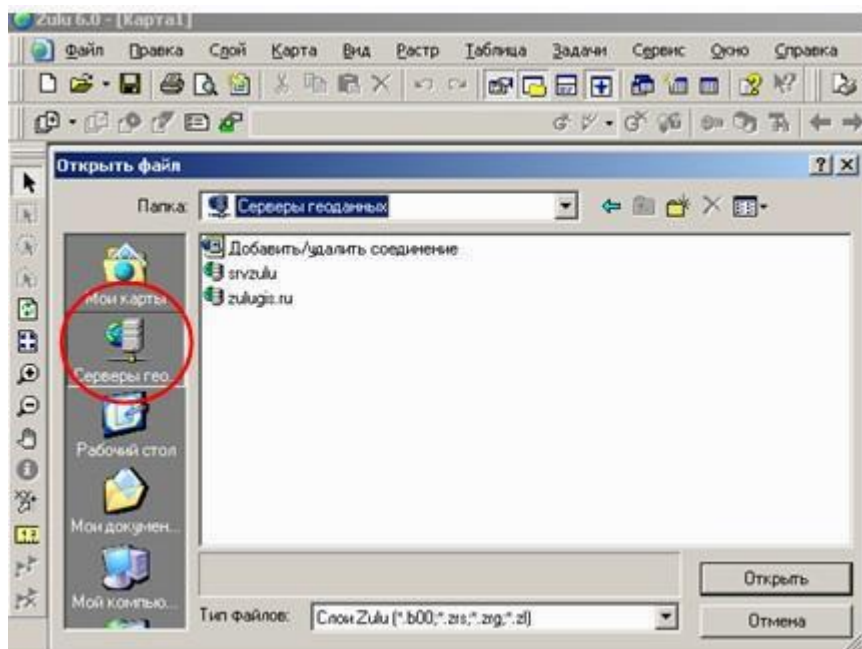 Zulu 6.0 - [Карта1]
Файл Правка Слой Карта Вид Растр Таблица Задачи Сервис Окно Справка
Открыть файл
Папка: Серверы геоданных
Мои карты
Серверы гео...
Рабочий стол
Мои докумен...
Мой компью...
Добавить/удалить соединение
srvzulu
zulugis.ru
Открыть
Тип файлов: Слои Zulu (*.b00;*.zrs;*.zrg;*.zl)
Отмена